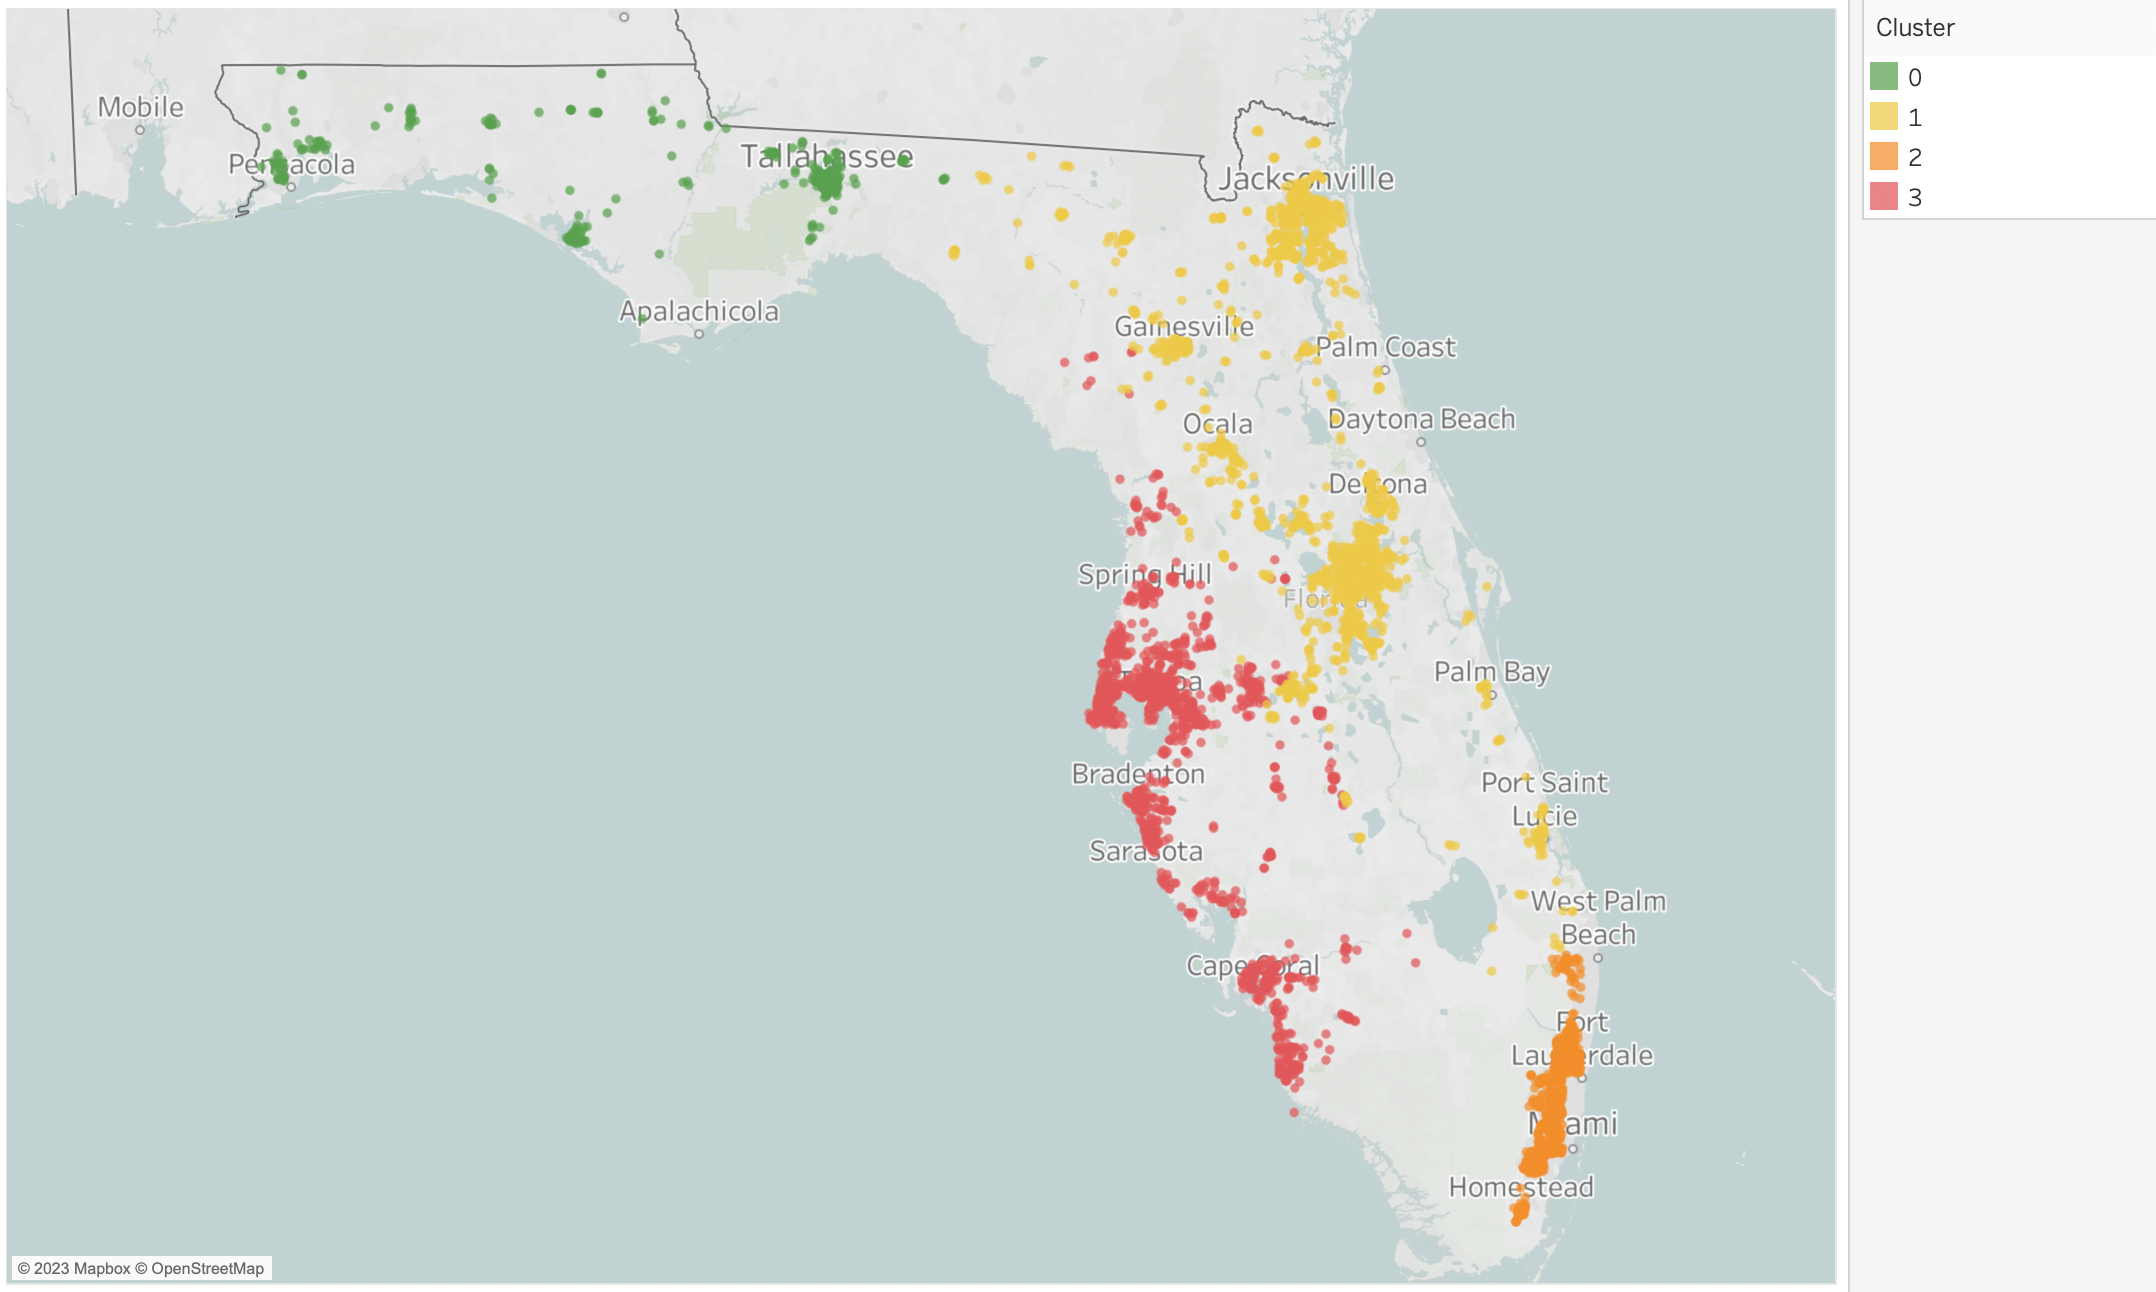 Mobile
Pensacola
Tallahassee
Jacksonville
Apalachicola
Gainesville
Palm Coast
Ocala
Daytona Beach
Deltona
Spring Hill
Florida
Tampa
Palm Bay
Bradenton
Port Saint
Lucie
Sarasota
West Palm
Beach
Cape Coral
Fort
Lauderdale
Miami
Homestead
© 2023 Mapbox © OpenStreetMap
Cluster
0
1
2
3